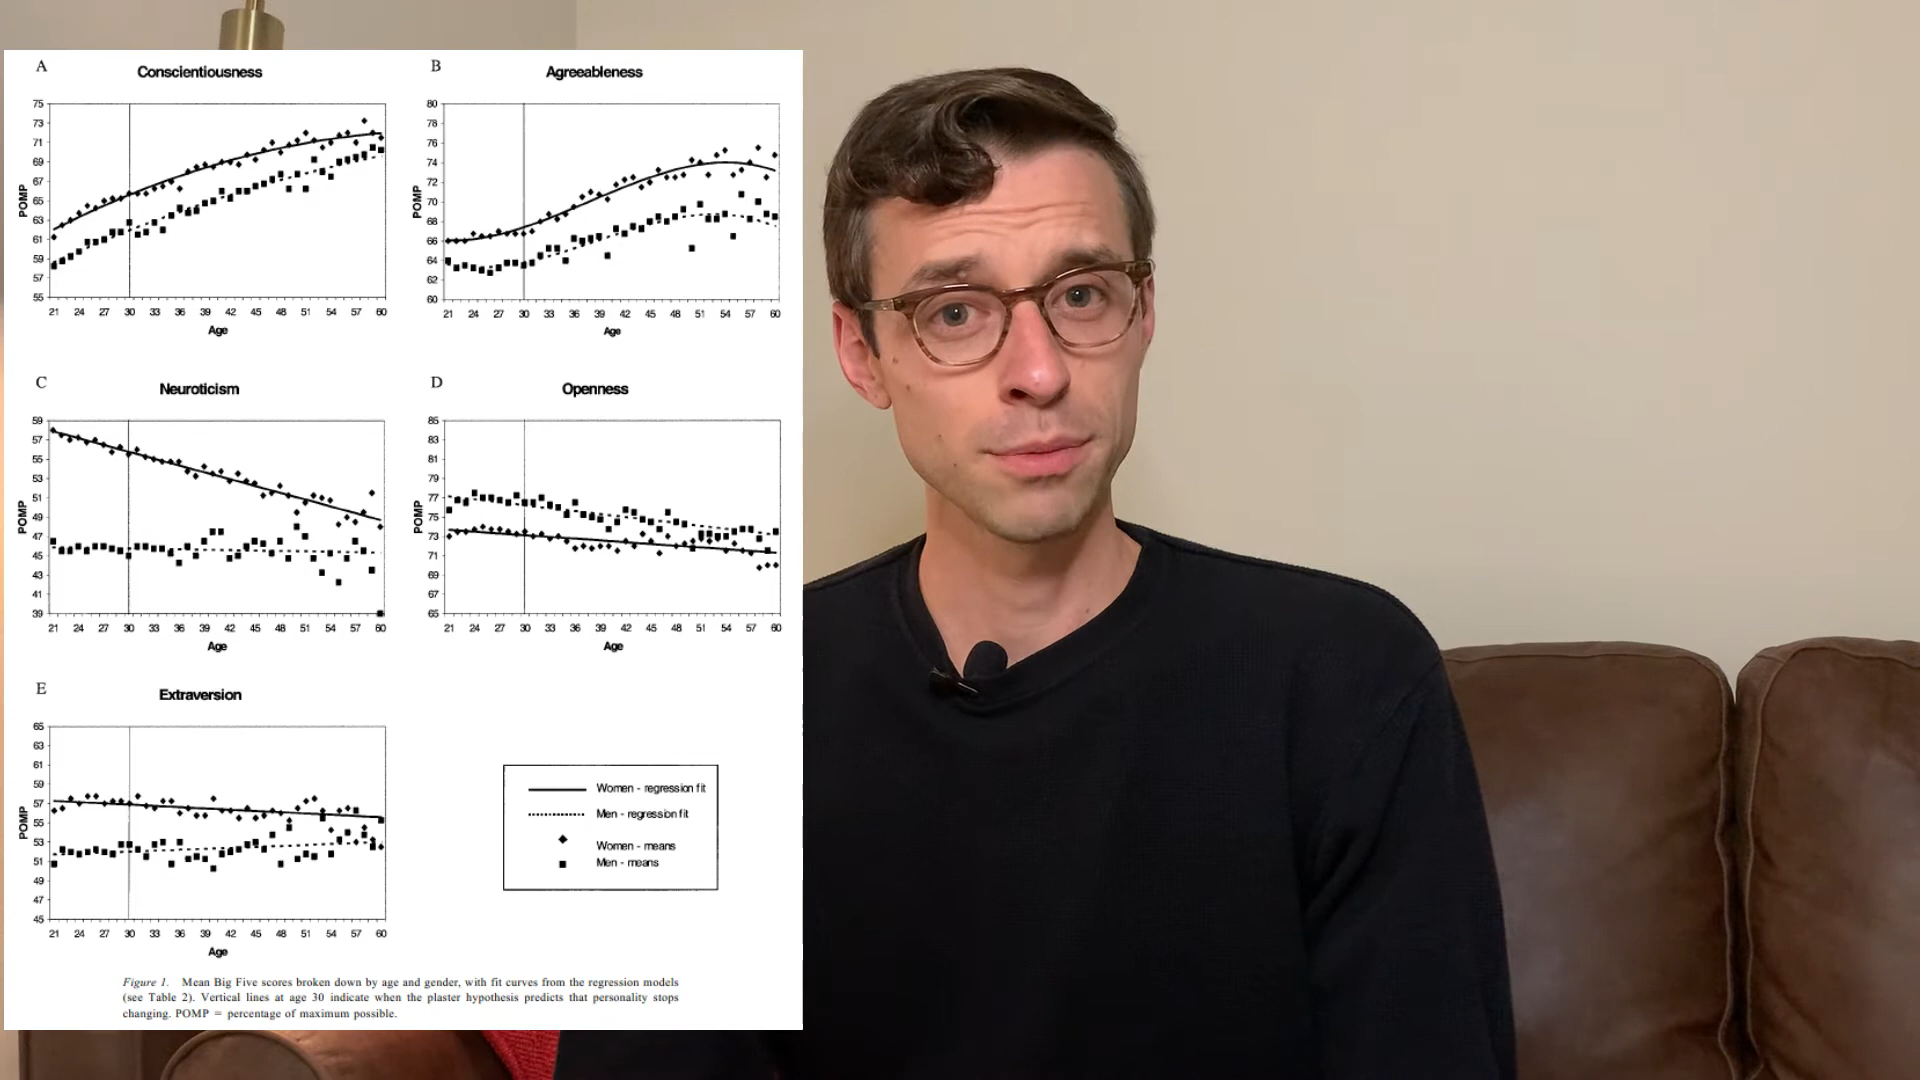 A
Conscientiousness
75
73
71
69
67
65
63
61
59
57
55
POMP
21 24 27 30 33 36 39 42 45 48 51 54 57 60
Age
B
Agreeableness
80
78
76
74
72
70
68
66
64
62
60
POMP
21 24 27 30 33 36 39 42 45 48 51 54 57 60
Age
C
Neuroticism
59
57
55
53
51
49
47
45
43
41
39
POMP
21 24 27 30 33 36 39 42 45 48 51 54 57 60
Age
D
Openness
85
83
81
79
77
75
73
71
69
67
65
POMP
21 24 27 30 33 36 39 42 45 48 51 54 57 60
Age
E
Extraversion
65
63
61
59
57
55
53
51
49
47
45
POMP
21 24 27 30 33 36 39 42 45 48 51 54 57 60
Age
Women - regression fit
Men - regression fit
Women - means
Men - means
Figure 1. Mean Big Five scores broken down by age and gender, with fit curves from the regression models
(see Table 2). Vertical lines at age 30 indicate when the plaster hypothesis predicts that personality stops
changing. POMP = percentage of maximum possible.